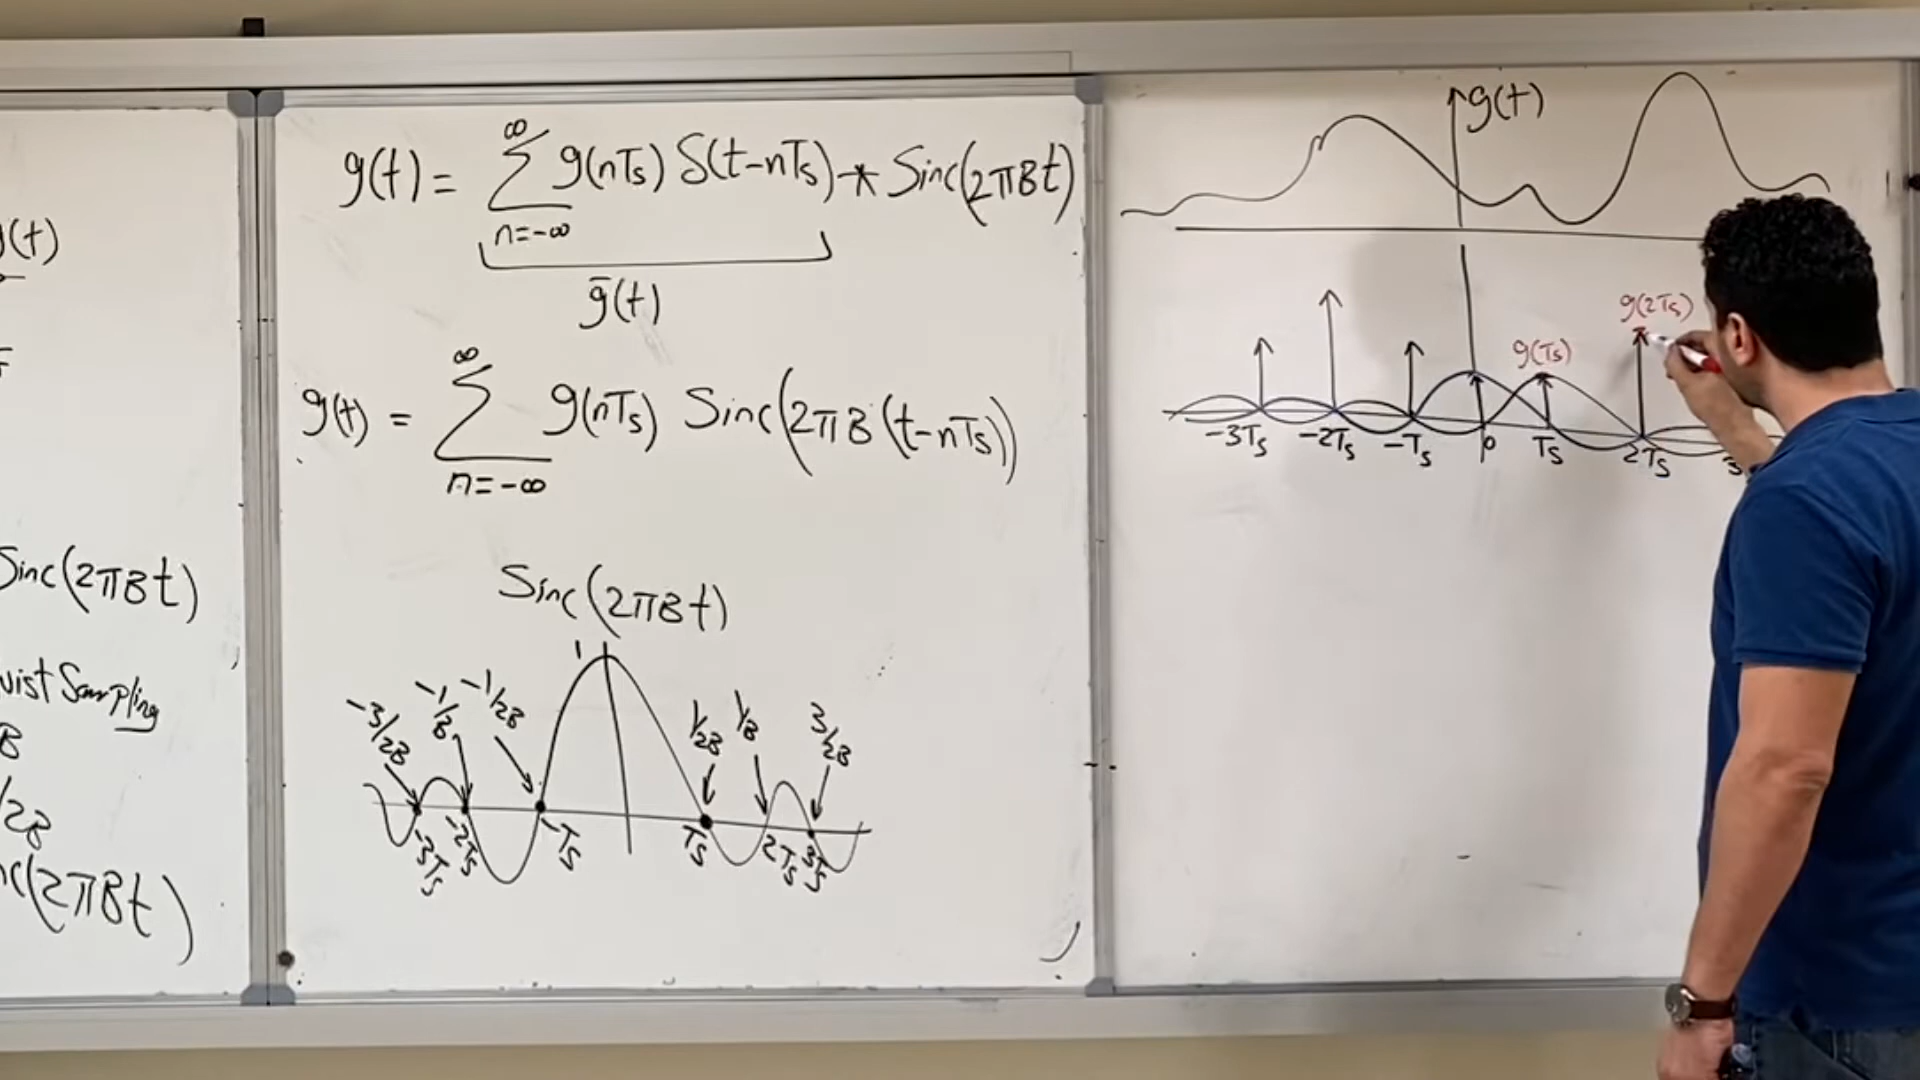 g(t)
Sinc(2πBt)
uist Sampling
B
/2B
nc(2πBt)
g(t) = ∞ Σ n=-∞ g(nTs) δ(t-nTs) * Sinc(2πBt)
ḡ(t)
g(t) = ∞ Σ n=-∞ g(nTs) Sinc(2πB(t-nTs))
Sinc(2πBt)
1
-3/2B -1/B -1/2B 1/2B 1/B 3/2B
-3Ts -2Ts -Ts Ts 2Ts 3Ts
g(t)
g(Ts) g(2Ts)
-3Ts -2Ts -Ts 0 Ts 2Ts 3